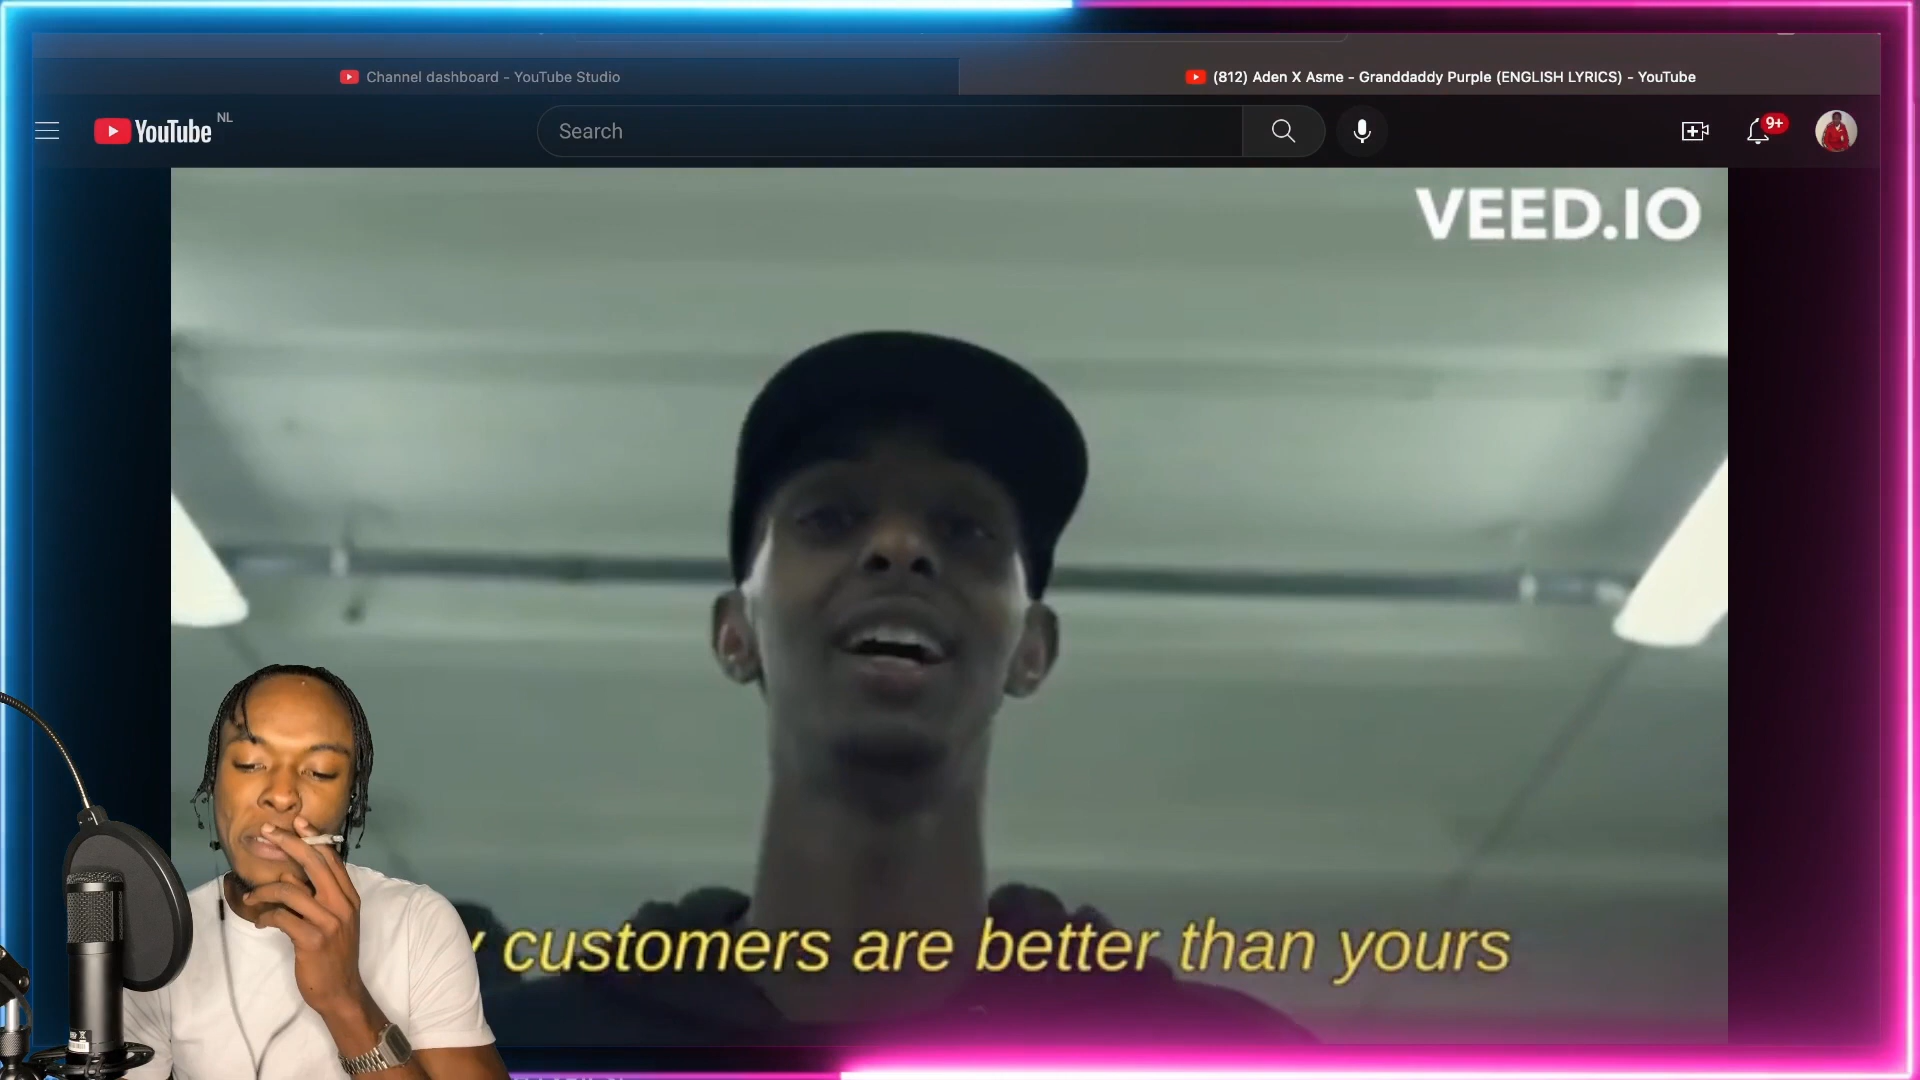 Channel dashboard - YouTube Studio
(812) Aden X Asme - Granddaddy Purple (ENGLISH LYRICS) - YouTube
YouTube NL
Search
9+
VEED.IO
customers are better than yours